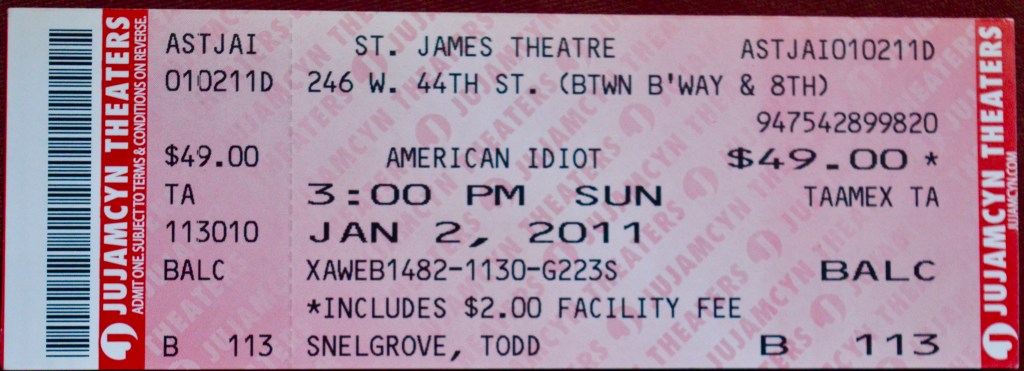 JUJAMCYN THEATERS
ADMIT ONE. SUBJECT TO TERMS & CONDITIONS ON REVERSE.
ASTJAI
010211D
$49.00
TA
113010
BALC
B 113
ST. JAMES THEATRE ASTJAI010211D
246 W. 44TH ST. (BTWN B'WAY & 8TH)
947542899820
AMERICAN IDIOT $49.00 *
3:00 PM SUN TAAMEX TA
JAN 2, 2011
XAWEB1482-1130-G223S BALC
*INCLUDES $2.00 FACILITY FEE
SNELGROVE, TODD B 113
JUJAMCYN THEATERS
JUJAMCYN.COM